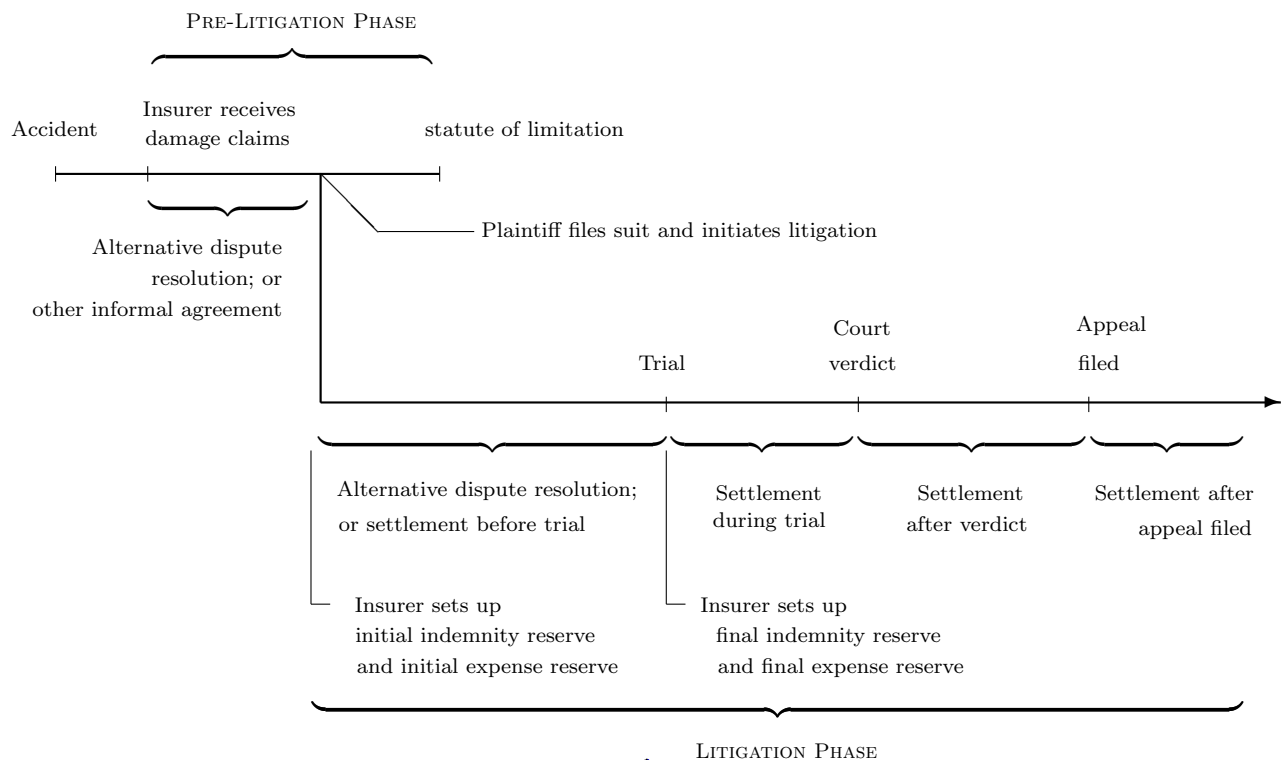 PRE-LITIGATION PHASE
Accident
Insurer receives
damage claims
statute of limitation
Plaintiff files suit and initiates litigation
Alternative dispute
resolution; or
other informal agreement
Trial
Court
verdict
Appeal
filed
Alternative dispute resolution;
or settlement before trial
Settlement
during trial
Settlement
after verdict
Settlement after
appeal filed
Insurer sets up
initial indemnity reserve
and initial expense reserve
Insurer sets up
final indemnity reserve
and final expense reserve
LITIGATION PHASE